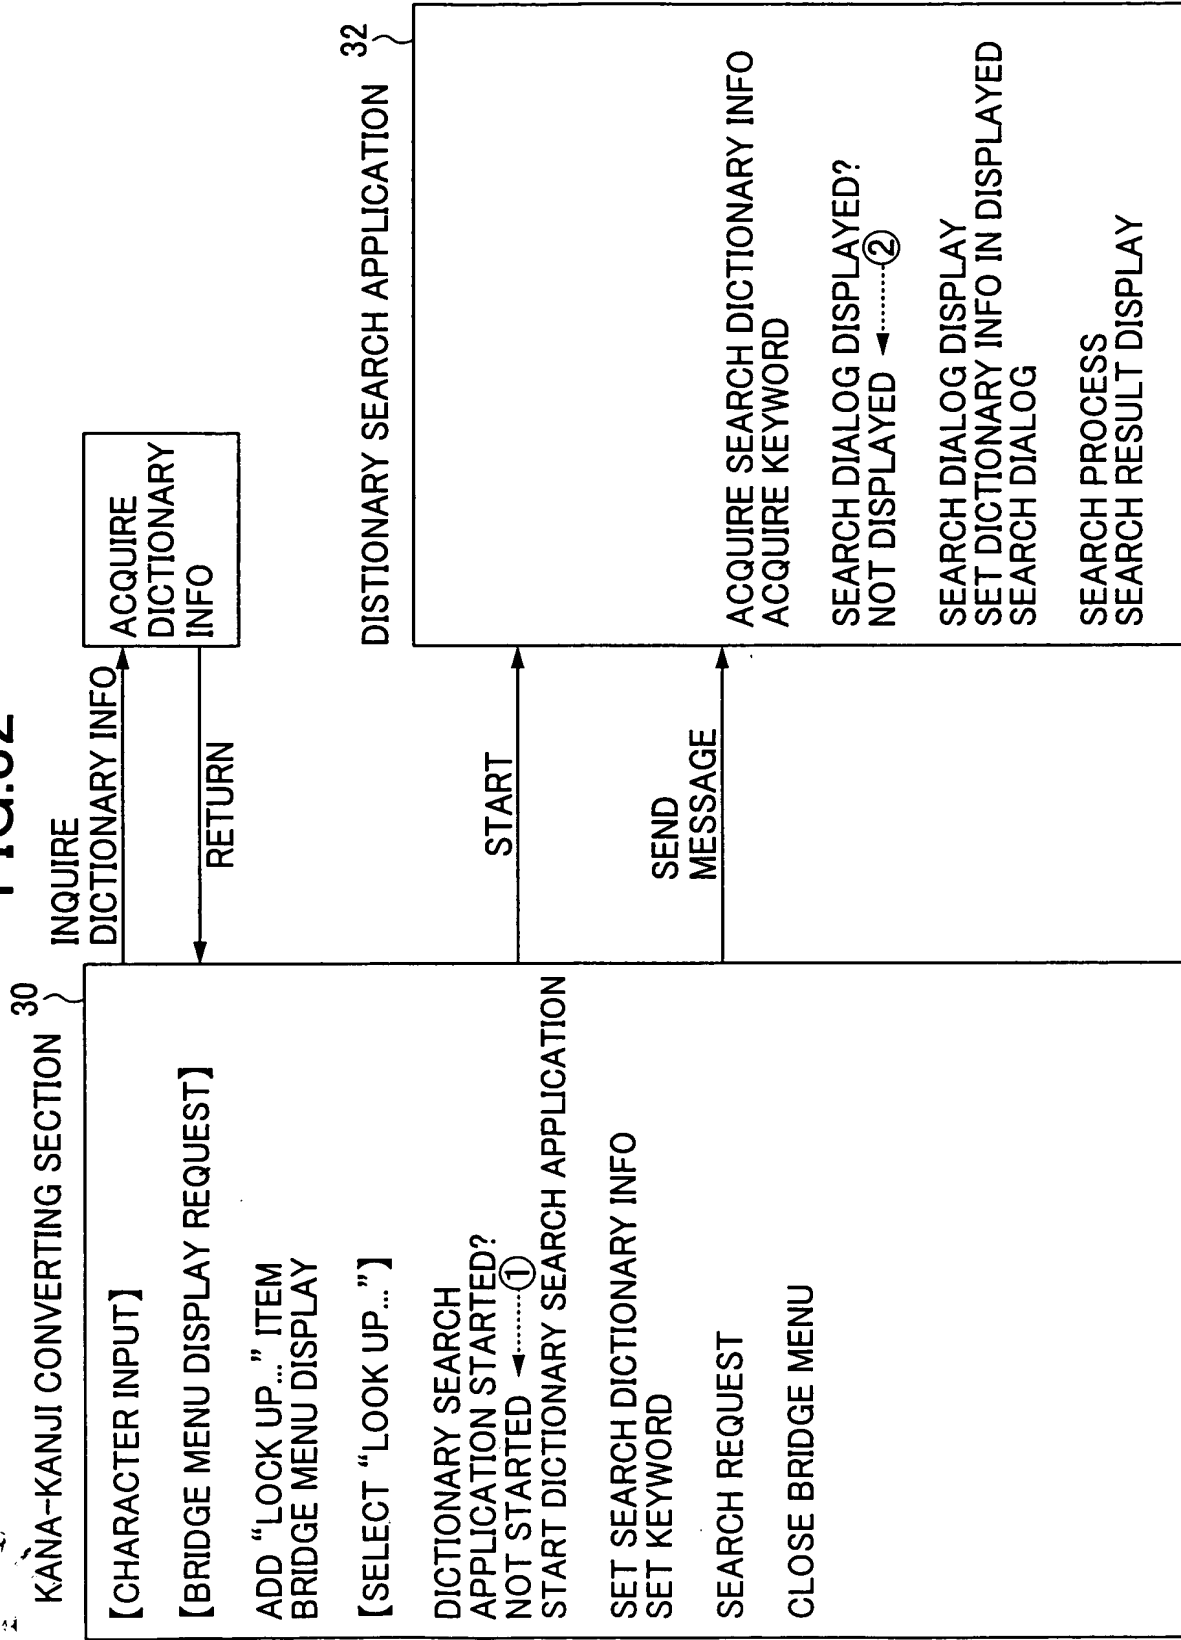 KANA-KANJI CONVERTING SECTION
30
【CHARACTER INPUT】
【BRIDGE MENU DISPLAY REQUEST】
ADD “LOCK UP...” ITEM
BRIDGE MENU DISPLAY
【SELECT “LOOK UP...”】
DICTIONARY SEARCH
APPLICATION STARTED?
NOT STARTED ◄┈┈①
START DICTIONARY SEARCH APPLICATION
SET SEARCH DICTIONARY INFO
SET KEYWORD
SEARCH REQUEST
CLOSE BRIDGE MENU
INQUIRE
DICTIONARY INFO
RETURN
START
SEND
MESSAGE
ACQUIRE
DICTIONARY
INFO
DISTIONARY SEARCH APPLICATION
32
ACQUIRE SEARCH DICTIONARY INFO
ACQUIRE KEYWORD
SEARCH DIALOG DISPLAYED?
NOT DISPLAYED ◄┈┈②
SEARCH DIALOG DISPLAY
SET DICTIONARY INFO IN DISPLAYED
SEARCH DIALOG
SEARCH PROCESS
SEARCH RESULT DISPLAY